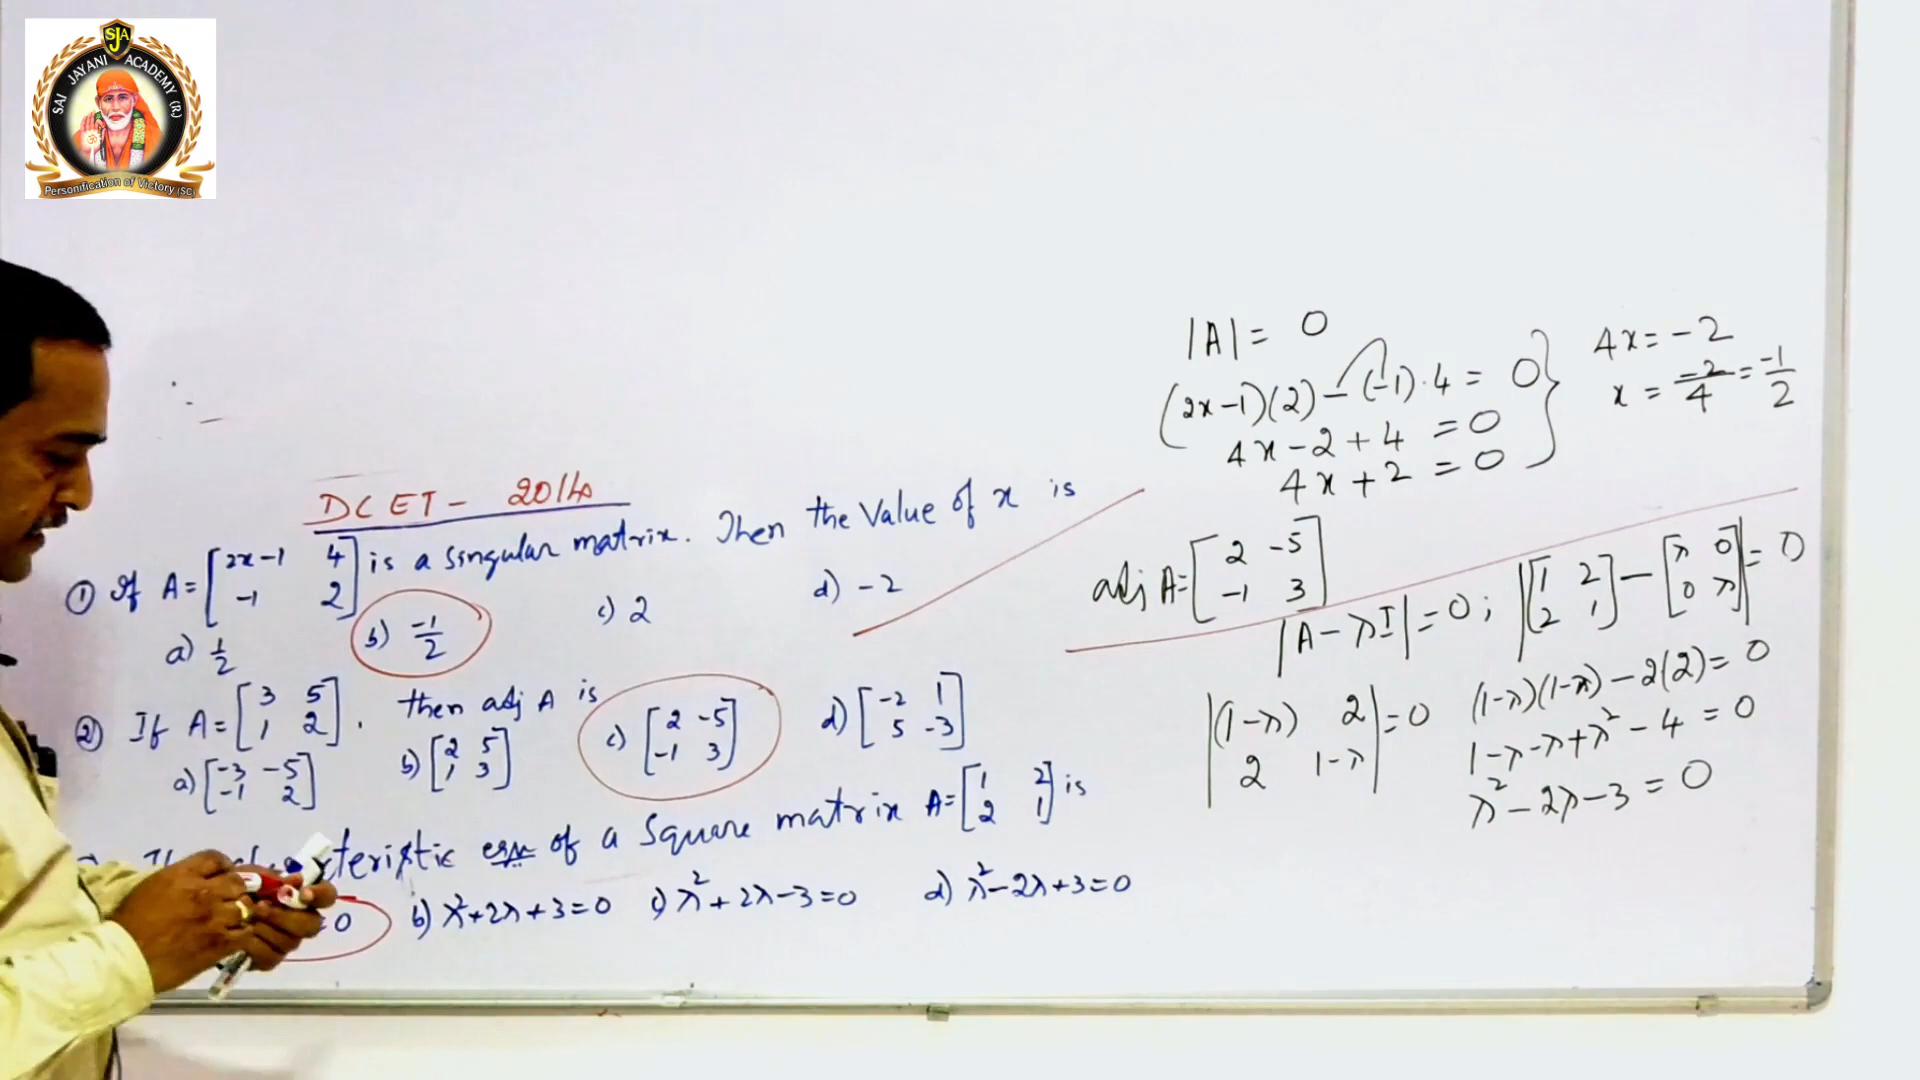 SJA
SAI JAYANI ACADEMY (R.)
Personification of Victory (SC)
DCET - 2014
① If A= [2x-1 4
-1 2] is a singular matrix. Then the value of x is
a) 1/2 b) -1/2 c) 2 d) -2
② If A= [3 5
1 2]. then adj A is
a) [-3 -5
-1 2] b) [2 5
1 3] c) [2 -5
-1 3] d) [-2 1
5 -3]
of a square matrix A= [1 2
2 1] is
=0 b) λ²+2λ+3=0 c) λ²+2λ-3=0 d) λ²-2λ+3=0
|A| = 0
(2x-1)(2) - (-1)·4 = 0
4x-2+4 = 0
4x+2 = 0
4x = -2
x = -2/4 = -1/2
adj A= [2 -5
-1 3]
|A-λI| = 0; |[1 2
2 1] - [λ 0
0 λ]| = 0
|(1-λ) 2
2 1-λ| = 0
(1-λ)(1-λ) - 2(2) = 0
1-λ-λ+λ²-4 = 0
λ²-2λ-3 = 0